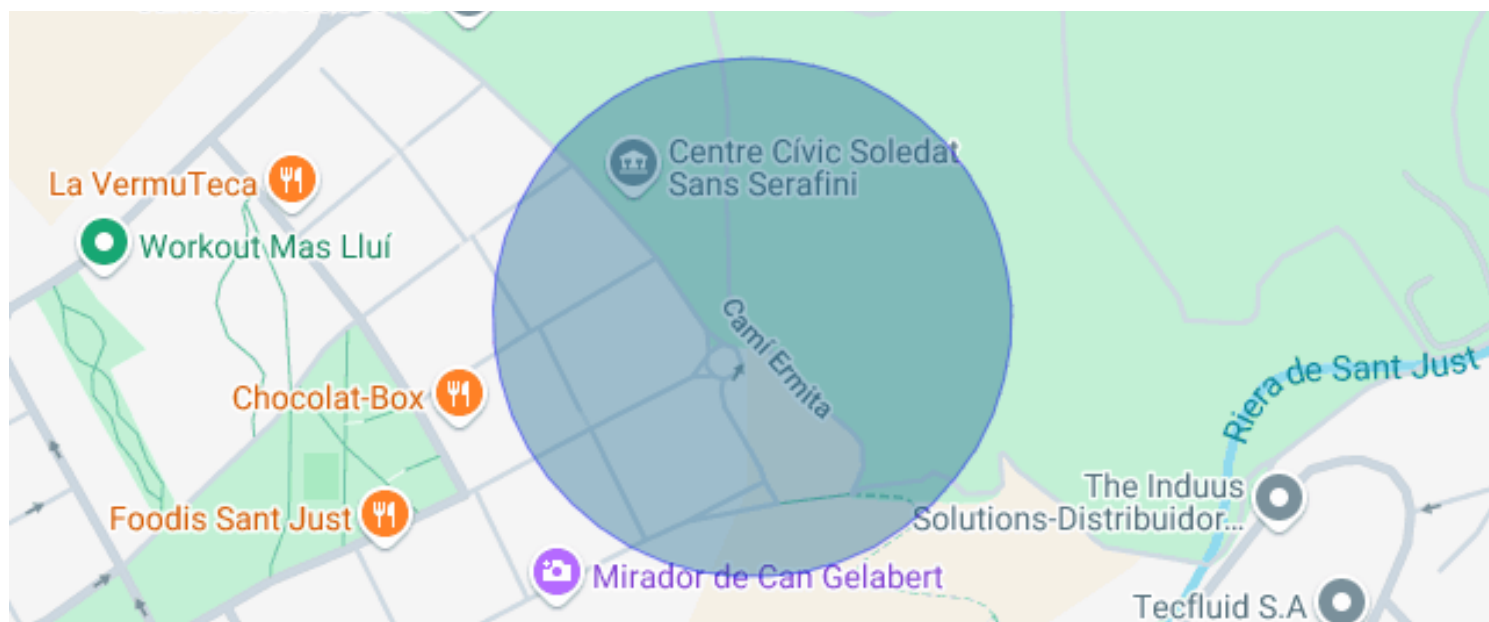 Centre Cívic Soledat
Sans Serafini
La VermuTeca
Workout Mas Lluí
Camí Ermita
Riera de Sant Just
Chocolat-Box
The Induus
Solutions-Distribuidor...
Foodis Sant Just
Mirador de Can Gelabert
Tecfluid S.A